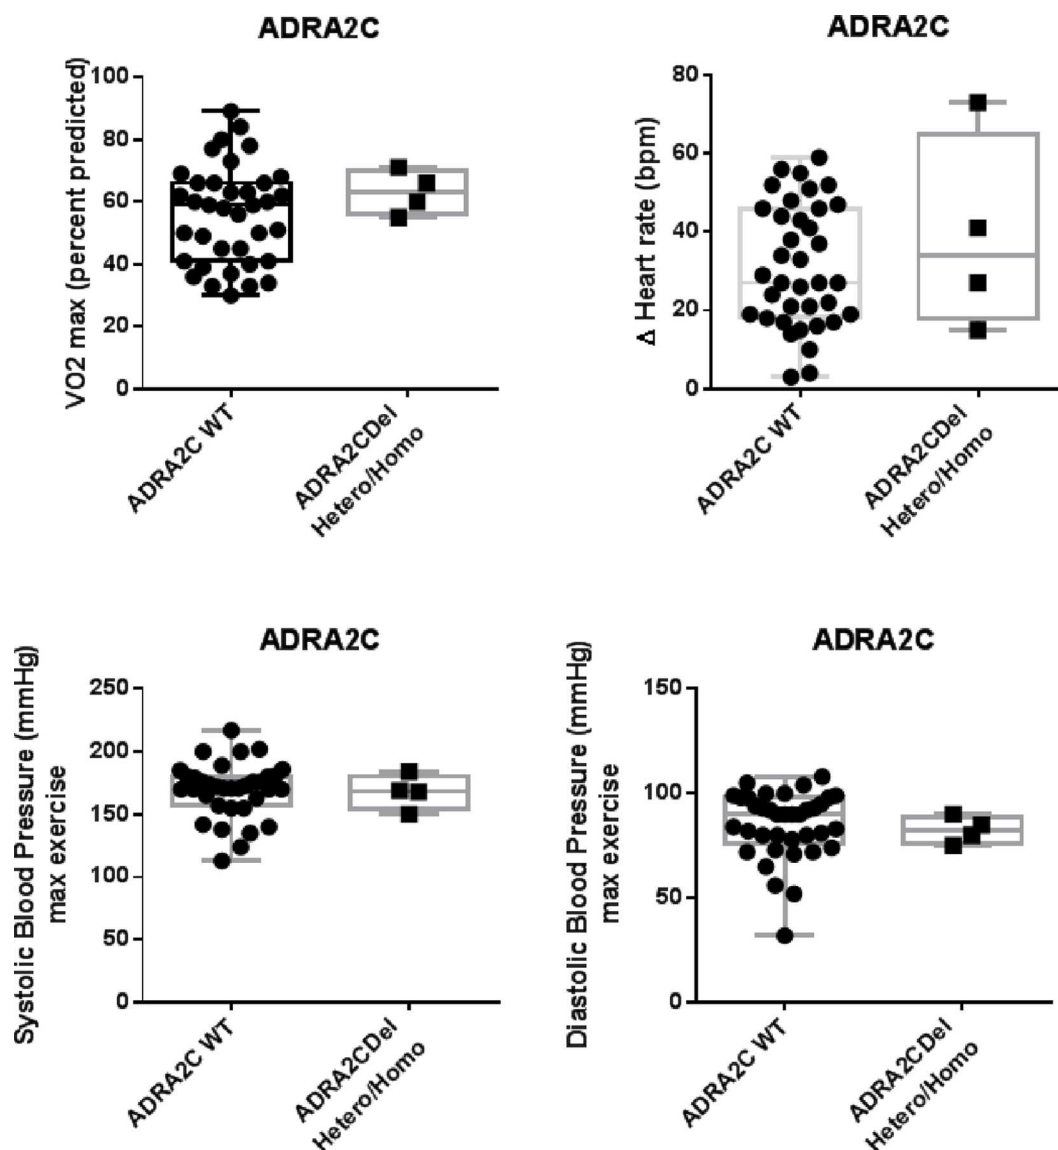 ADRA2C
VO2 max (percent predicted)
100
80
60
40
20
0
ADRA2C WT
ADRA2CDel
Hetero/Homo
ADRA2C
Δ Heart rate (bpm)
80
60
40
20
0
ADRA2C WT
ADRA2CDel
Hetero/Homo
ADRA2C
Systolic Blood Pressure (mmHg)
max exercise
250
200
150
100
50
0
ADRA2C WT
ADRA2CDel
Hetero/Homo
ADRA2C
Diastolic Blood Pressure (mmHg)
max exercise
150
100
50
0
ADRA2C WT
ADRA2CDel
Hetero/Homo